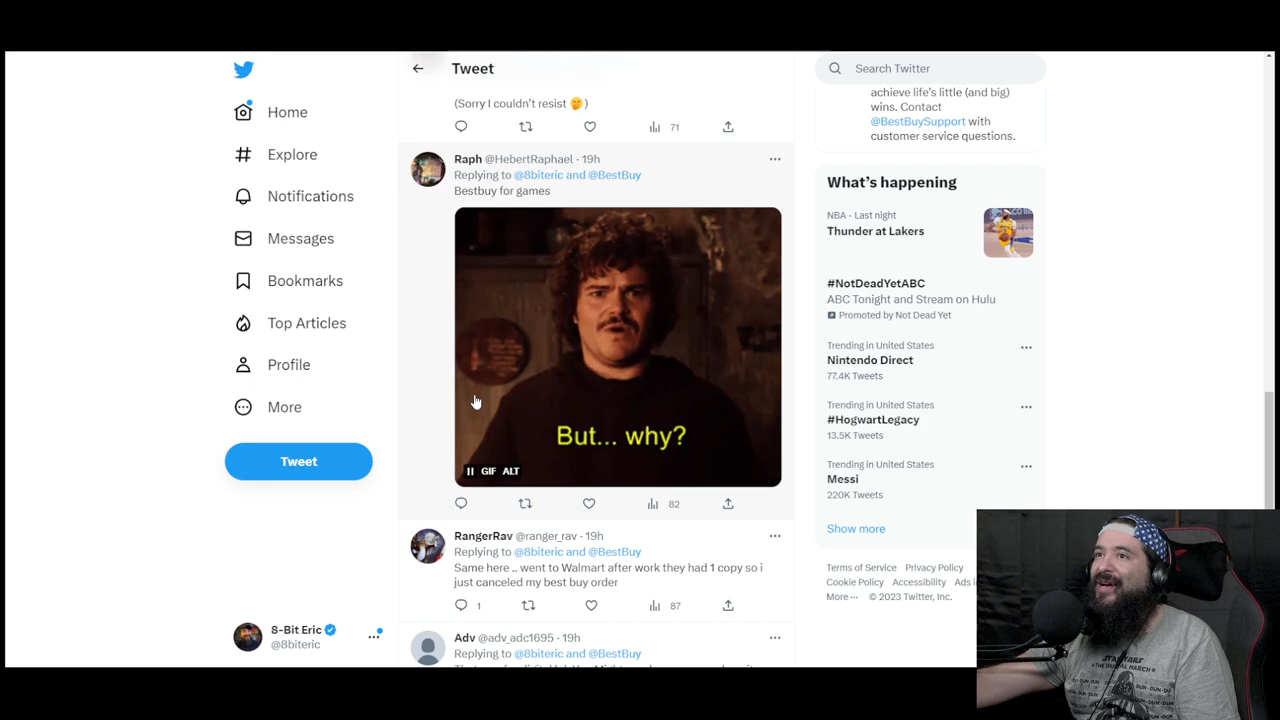 Home
Explore
Notifications
Messages
Bookmarks
Top Articles
Profile
More
Tweet
8-Bit Eric
@8biteric
Tweet
(Sorry I couldn't resist 🤭)
71
Raph @HebertRaphael · 19h
Replying to @8biteric and @BestBuy
Bestbuy for games
But... why?
GIF ALT
82
RangerRav @ranger_rav · 19h
Replying to @8biteric and @BestBuy
Same here .. went to Walmart after work they had 1 copy so i
just canceled my best buy order
1 87
Adv @adv_adc1695 · 19h
Replying to @8biteric and @BestBuy
Search Twitter
achieve life's little (and big)
wins. Contact
@BestBuySupport with
customer service questions.
What's happening
NBA · Last night
Thunder at Lakers
#NotDeadYetABC
ABC Tonight and Stream on Hulu
Promoted by Not Dead Yet
Trending in United States
Nintendo Direct
77.4K Tweets
Trending in United States
#HogwartLegacy
13.5K Tweets
Trending in United States
Messi
220K Tweets
Show more
Terms of Service Privacy Policy
Cookie Policy Accessibility Ads
More ··· © 2023 Twitter, Inc.
STAR WARS
THE IMPERIAL MARCH